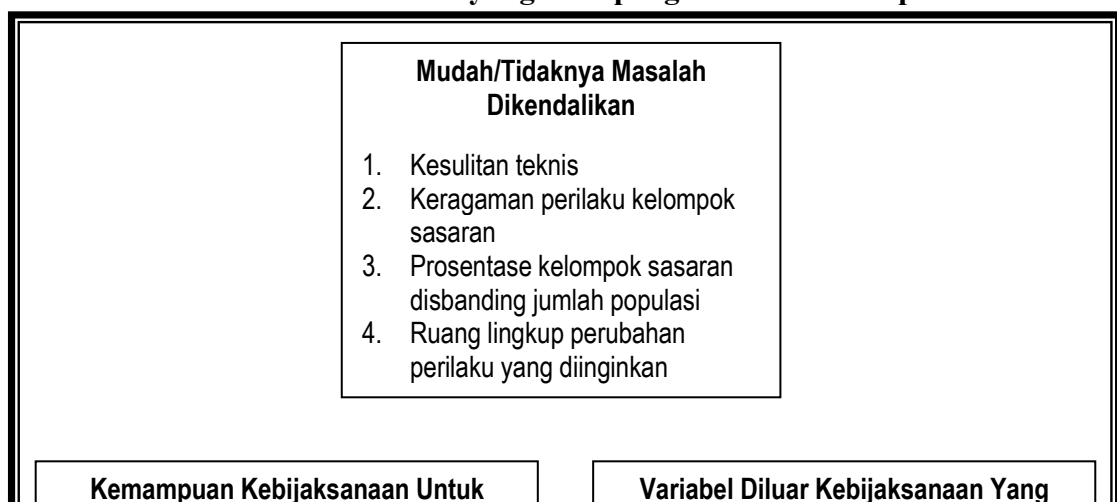 Mudah/Tidaknya Masalah
Dikendalikan
1. Kesulitan teknis
2. Keragaman perilaku kelompok
sasaran
3. Prosentase kelompok sasaran
disbanding jumlah populasi
4. Ruang lingkup perubahan
perilaku yang diinginkan
Kemampuan Kebijaksanaan Untuk
Variabel Diluar Kebijaksanaan Yang